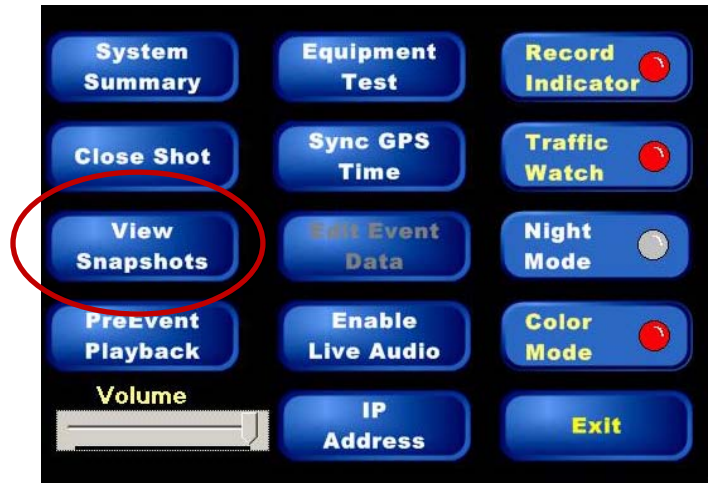 System
Summary
Equipment
Test
Record
Indicator
Close Shot
Sync GPS
Time
Traffic
Watch
View
Snapshots
Edit Event
Data
Night
Mode
PreEvent
Playback
Enable
Live Audio
Color
Mode
Volume
IP
Address
Exit